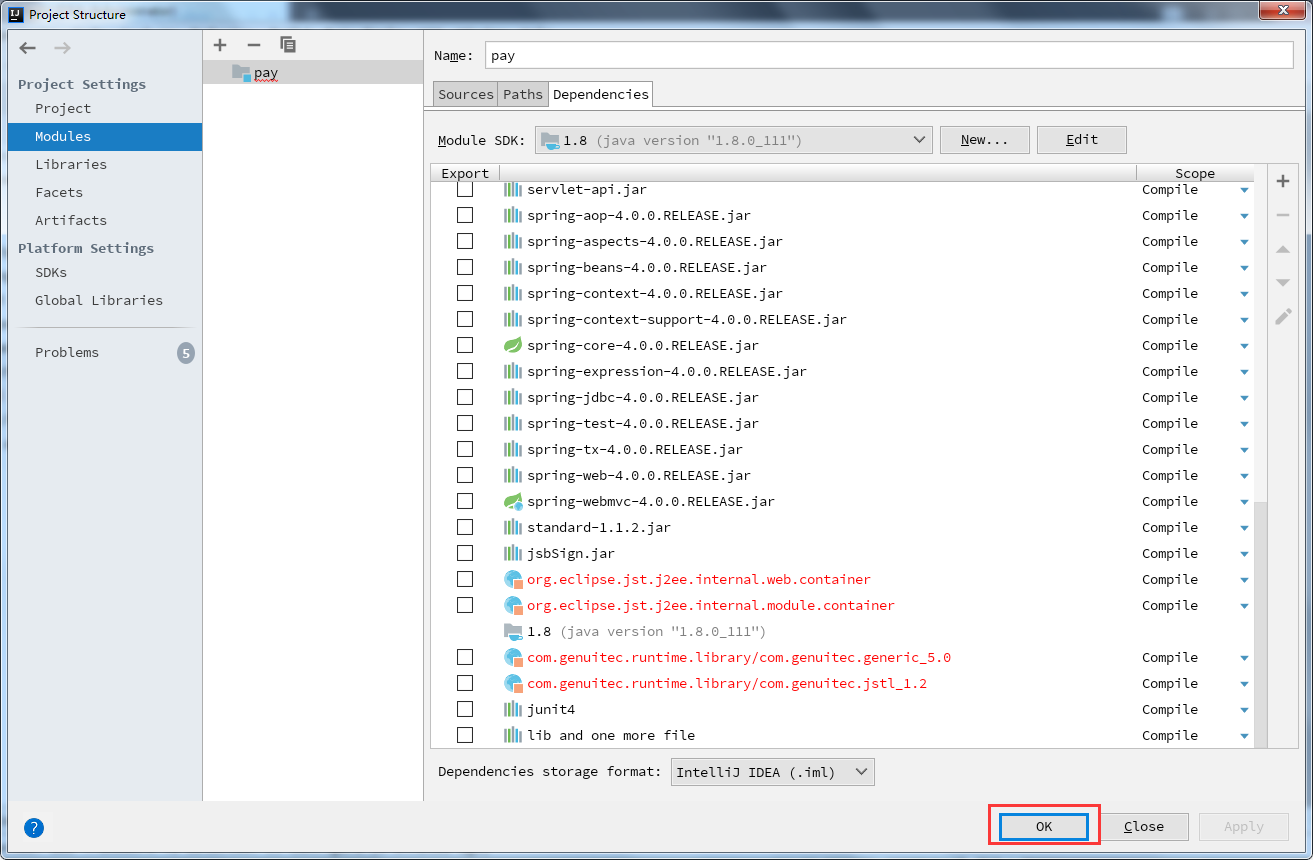 Project Structure
Project Settings
Project
Modules
Libraries
Facets
Artifacts
Platform Settings
SDKs
Global Libraries
Problems 5
pay
Name: pay
Sources Paths Dependencies
Module SDK: 1.8 (java version "1.8.0_111") New... Edit
Export Scope
servlet-api.jar Compile
spring-aop-4.0.0.RELEASE.jar Compile
spring-aspects-4.0.0.RELEASE.jar Compile
spring-beans-4.0.0.RELEASE.jar Compile
spring-context-4.0.0.RELEASE.jar Compile
spring-context-support-4.0.0.RELEASE.jar Compile
spring-core-4.0.0.RELEASE.jar Compile
spring-expression-4.0.0.RELEASE.jar Compile
spring-jdbc-4.0.0.RELEASE.jar Compile
spring-test-4.0.0.RELEASE.jar Compile
spring-tx-4.0.0.RELEASE.jar Compile
spring-web-4.0.0.RELEASE.jar Compile
spring-webmvc-4.0.0.RELEASE.jar Compile
standard-1.1.2.jar Compile
jsbSign.jar Compile
org.eclipse.jst.j2ee.internal.web.container Compile
org.eclipse.jst.j2ee.internal.module.container Compile
1.8 (java version "1.8.0_111")
com.genuitec.runtime.library/com.genuitec.generic_5.0 Compile
com.genuitec.runtime.library/com.genuitec.jstl_1.2 Compile
junit4 Compile
lib and one more file Compile
Dependencies storage format: IntelliJ IDEA (.iml)
? OK Close Apply